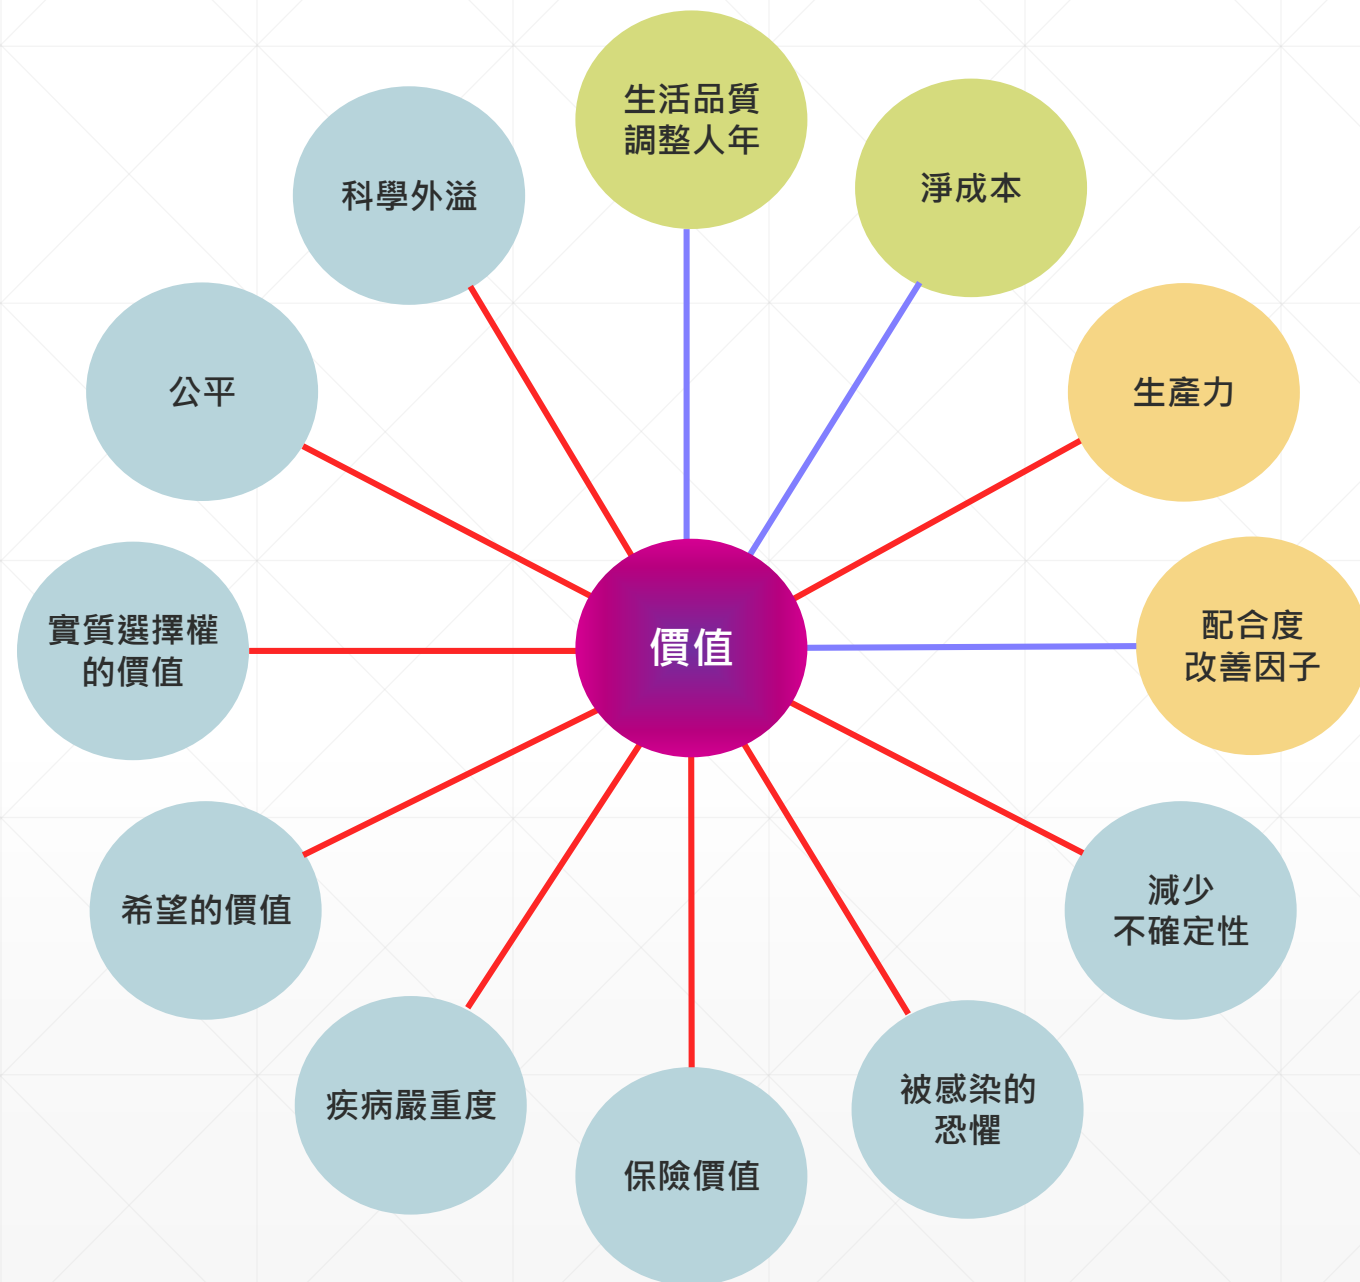 生活品質
調整人年
淨成本
科學外溢
生產力
公平
配合度
改善因子
價值
實質選擇權
的價值
減少
不確定性
希望的價值
被感染的
恐懼
疾病嚴重度
保險價值